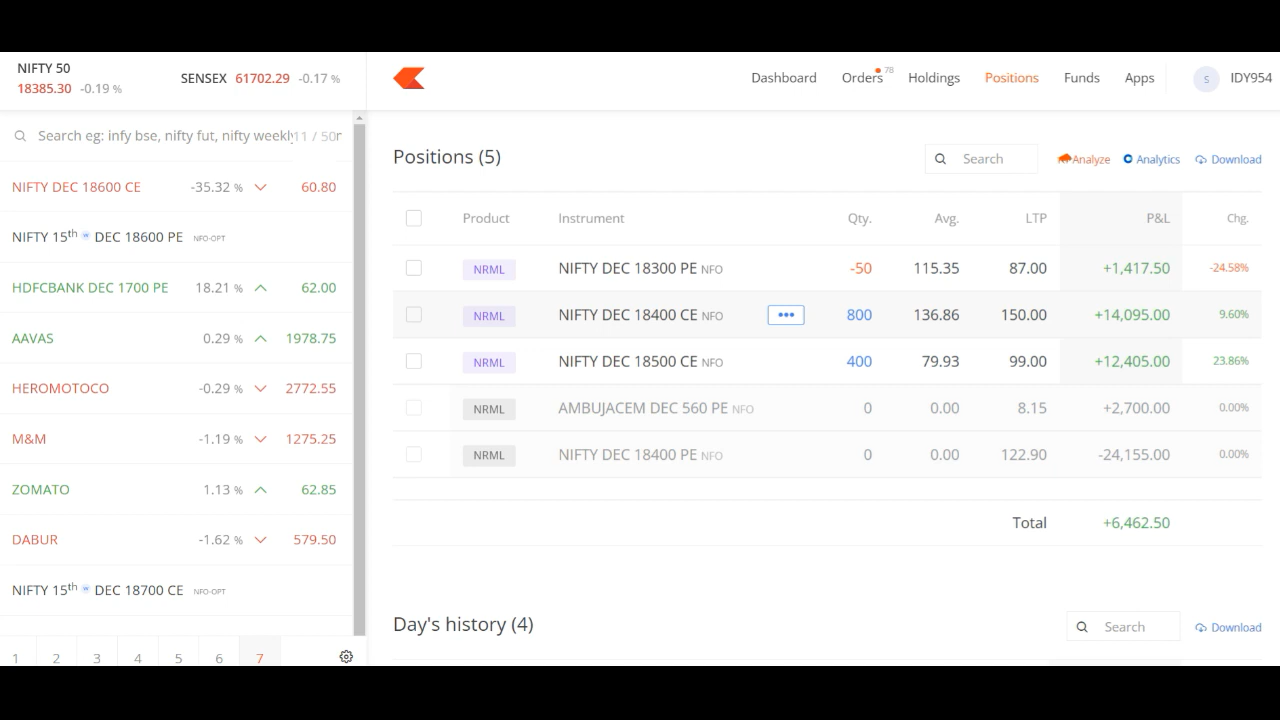 NIFTY 50
18385.30 -0.19 %
SENSEX 61702.29 -0.17 %
Dashboard Orders 78 Holdings Positions Funds Apps S IDY954
Search eg: infy bse, nifty fut, nifty weekly 11 / 50
NIFTY DEC 18600 CE -35.32 % 60.80
NIFTY 15th w DEC 18600 PE NFO-OPT
HDFCBANK DEC 1700 PE 18.21 % 62.00
AAVAS 0.29 % 1978.75
HEROMOTOCO -0.29 % 2772.55
M&M -1.19 % 1275.25
ZOMATO 1.13 % 62.85
DABUR -1.62 % 579.50
NIFTY 15th w DEC 18700 CE NFO-OPT
1 2 3 4 5 6 7
Positions (5) Search Analyze Analytics Download
Product Instrument Qty. Avg. LTP P&L Chg.
NRML NIFTY DEC 18300 PE NFO -50 115.35 87.00 +1,417.50 -24.58%
NRML NIFTY DEC 18400 CE NFO ••• 800 136.86 150.00 +14,095.00 9.60%
NRML NIFTY DEC 18500 CE NFO 400 79.93 99.00 +12,405.00 23.86%
NRML AMBUJACEM DEC 560 PE NFO 0 0.00 8.15 +2,700.00 0.00%
NRML NIFTY DEC 18400 PE NFO 0 0.00 122.90 -24,155.00 0.00%
Total +6,462.50
Day's history (4) Search Download